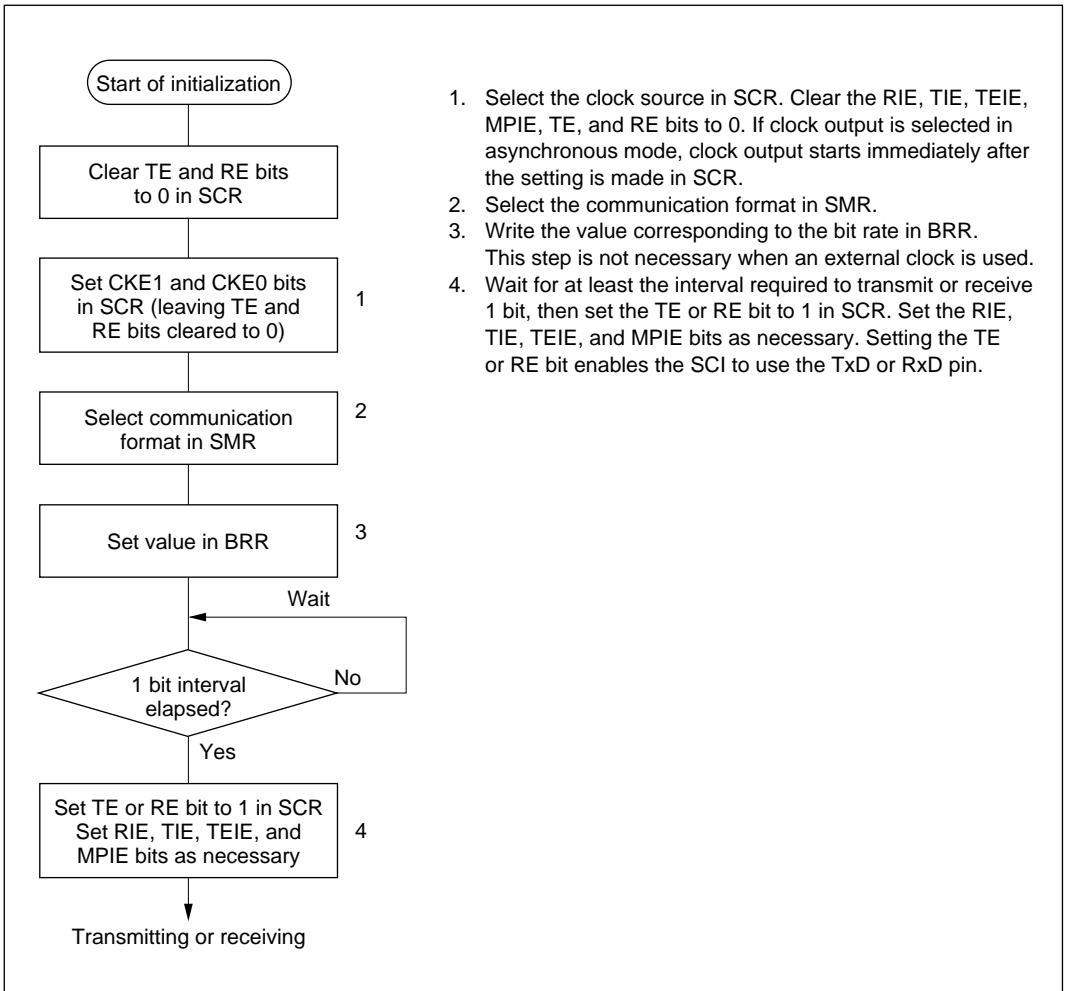 Start of initialization
Clear TE and RE bits
to 0 in SCR
Set CKE1 and CKE0 bits
in SCR (leaving TE and
RE bits cleared to 0)
1
Select communication
format in SMR
2
Set value in BRR
3
Wait
1 bit interval
elapsed?
No
Yes
Set TE or RE bit to 1 in SCR
Set RIE, TIE, TEIE, and
MPIE bits as necessary
4
Transmitting or receiving
1. Select the clock source in SCR. Clear the RIE, TIE, TEIE,
MPIE, TE, and RE bits to 0. If clock output is selected in
asynchronous mode, clock output starts immediately after
the setting is made in SCR.
2. Select the communication format in SMR.
3. Write the value corresponding to the bit rate in BRR.
This step is not necessary when an external clock is used.
4. Wait for at least the interval required to transmit or receive
1 bit, then set the TE or RE bit to 1 in SCR. Set the RIE,
TIE, TEIE, and MPIE bits as necessary. Setting the TE
or RE bit enables the SCI to use the TxD or RxD pin.